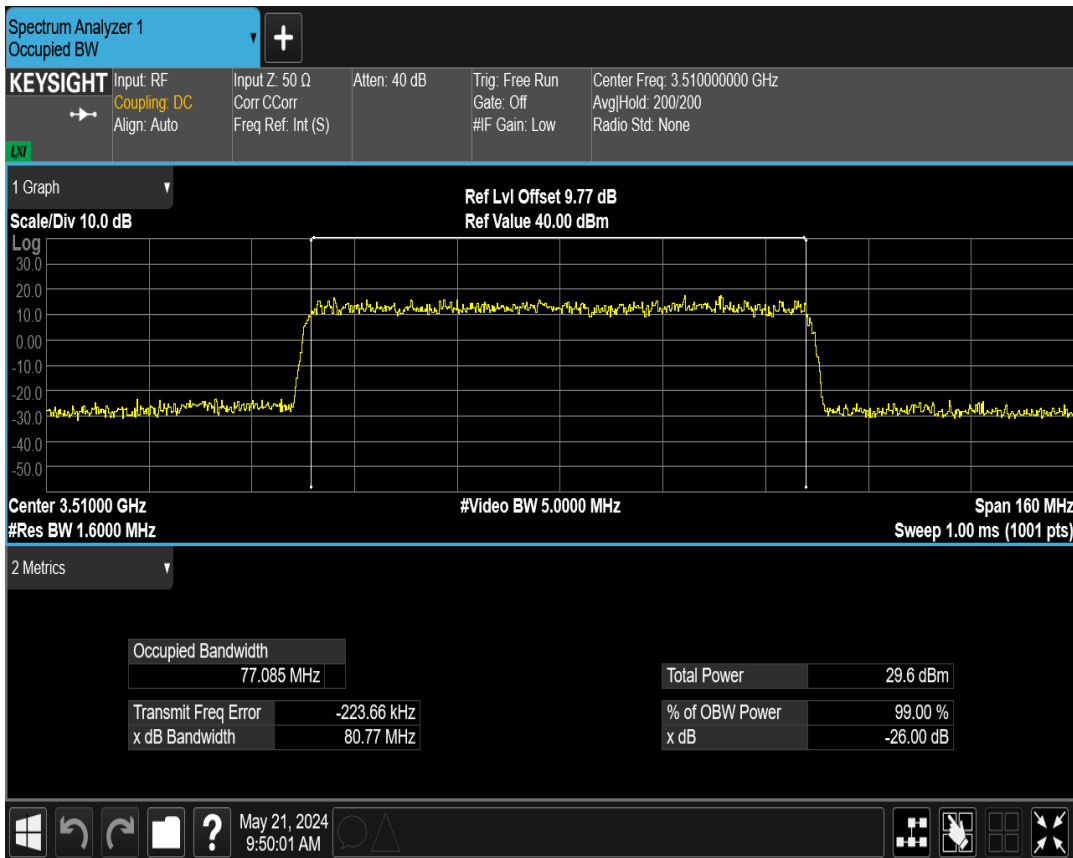 Spectrum Analyzer 1
Occupied BW
KEYSIGHT
Input: RF
Coupling: DC
Align: Auto
LXI
Input Z: 50 Ω
Corr CCorr
Freq Ref: Int (S)
Atten: 40 dB
Trig: Free Run
Gate: Off
#IF Gain: Low
Center Freq: 3.510000000 GHz
Avg|Hold: 200/200
Radio Std: None
1 Graph
Scale/Div 10.0 dB
Ref Lvl Offset 9.77 dB
Ref Value 40.00 dBm
Log
30.0
20.0
10.0
0.00
-10.0
-20.0
-30.0
-40.0
-50.0
Center 3.51000 GHz
#Video BW 5.0000 MHz
Span 160 MHz
#Res BW 1.6000 MHz
Sweep 1.00 ms (1001 pts)
2 Metrics
Occupied Bandwidth
77.085 MHz
Total Power 29.6 dBm
Transmit Freq Error -223.66 kHz
% of OBW Power 99.00 %
x dB Bandwidth 80.77 MHz
x dB -26.00 dB
?
May 21, 2024
9:50:01 AM